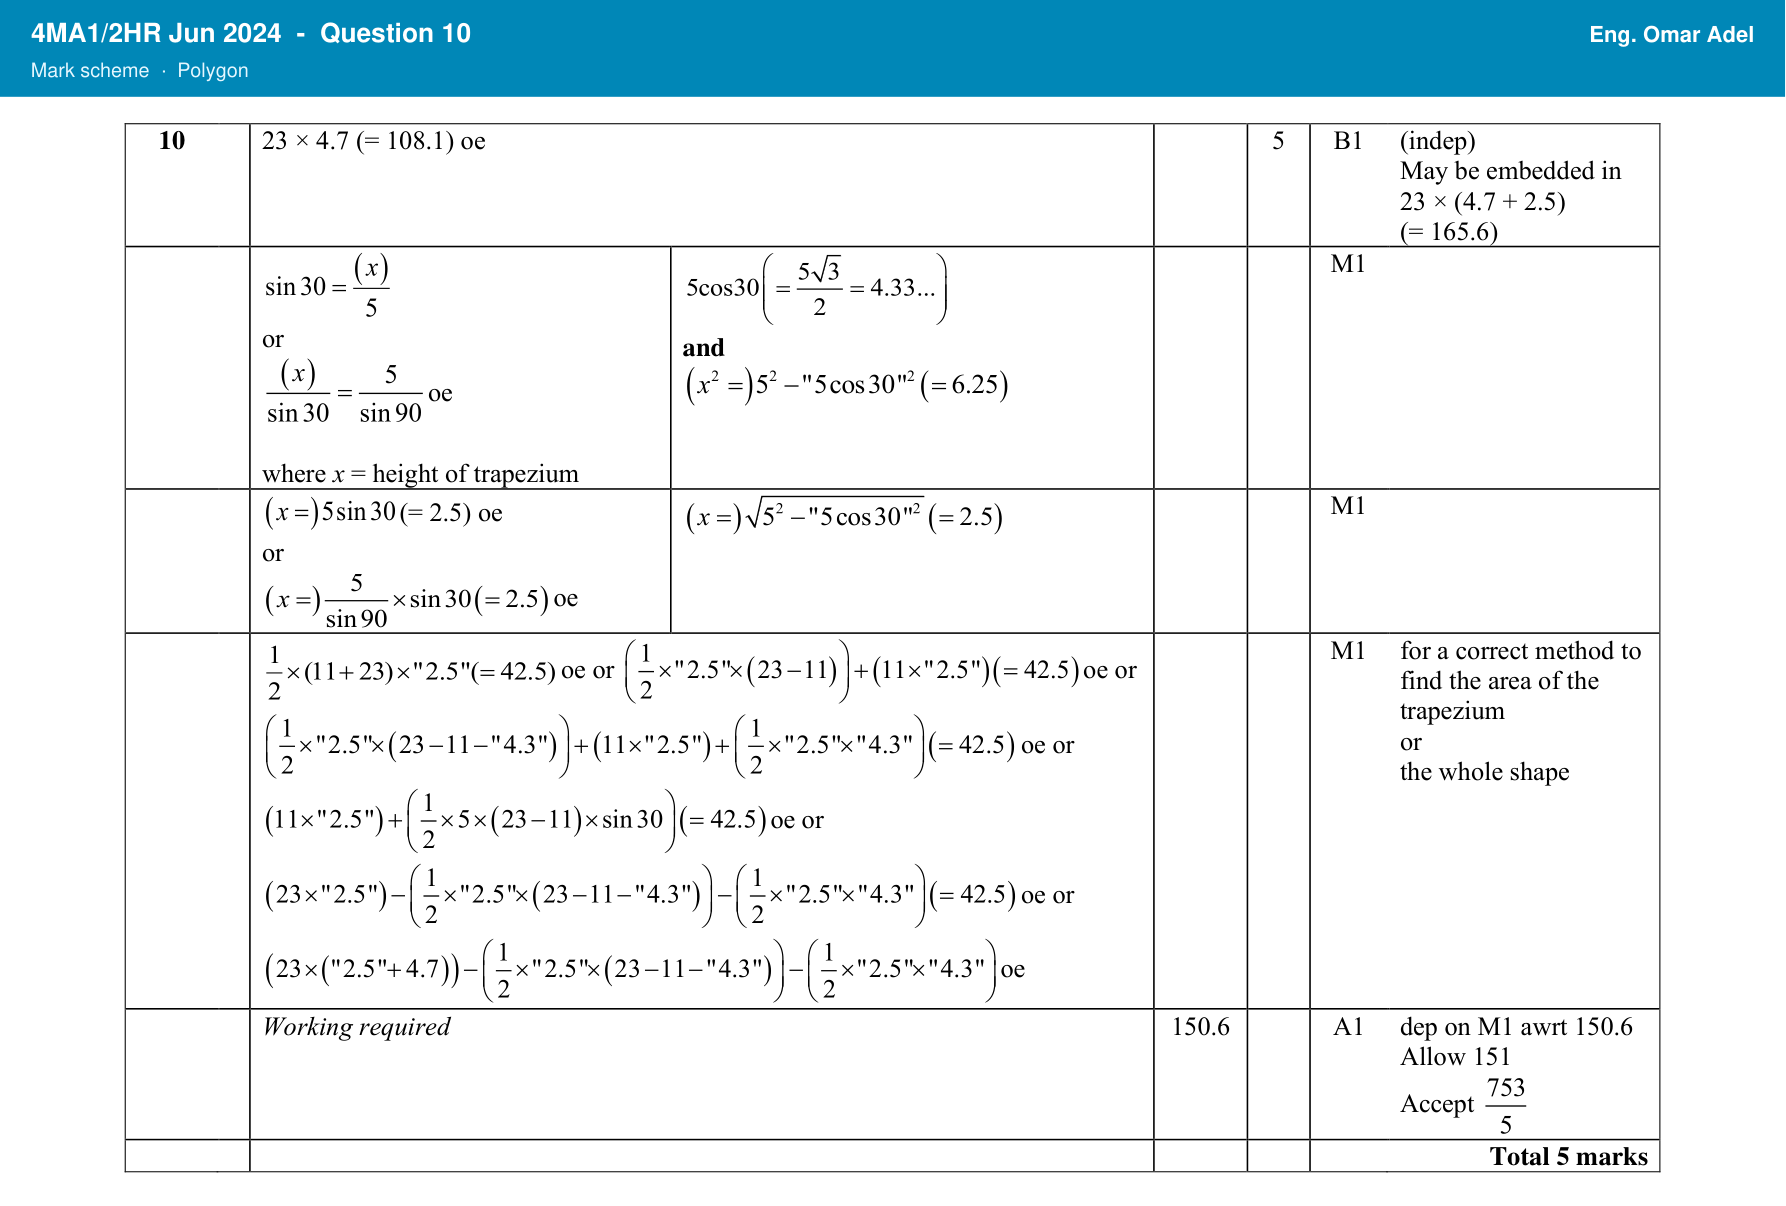 4MA1/2HR Jun 2024 - Question 10
Eng. Omar Adel
Mark scheme · Polygon
10 23 × 4.7 (= 108.1) oe 5 B1 (indep)
May be embedded in
23 × (4.7 + 2.5)
(= 165.6)
sin 30 = (x)/5
or
(x)/sin 30 = 5/sin 90 oe
where x = height of trapezium
5cos30 ( = 5√3/2 = 4.33... )
and
(x² =) 5² − "5 cos 30"² (= 6.25)
M1
(x =) 5 sin 30 (= 2.5) oe
or
(x =) 5/sin 90 × sin 30 (= 2.5) oe
(x =) √(5² − "5 cos 30"²) (= 2.5)
M1
1/2 × (11 + 23) × "2.5" (= 42.5) oe or (1/2 × "2.5" × (23 − 11)) + (11 × "2.5") (= 42.5) oe or
(1/2 × "2.5" × (23 − 11 − "4.3")) + (11 × "2.5") + (1/2 × "2.5" × "4.3") (= 42.5) oe or
(11 × "2.5") + (1/2 × 5 × (23 − 11) × sin 30) (= 42.5) oe or
(23 × "2.5") − (1/2 × "2.5" × (23 − 11 − "4.3")) − (1/2 × "2.5" × "4.3") (= 42.5) oe or
(23 × ("2.5" + 4.7)) − (1/2 × "2.5" × (23 − 11 − "4.3")) − (1/2 × "2.5" × "4.3") oe
M1 for a correct method to
find the area of the
trapezium
or
the whole shape
Working required 150.6 A1 dep on M1 awrt 150.6
Allow 151
Accept 753/5
Total 5 marks